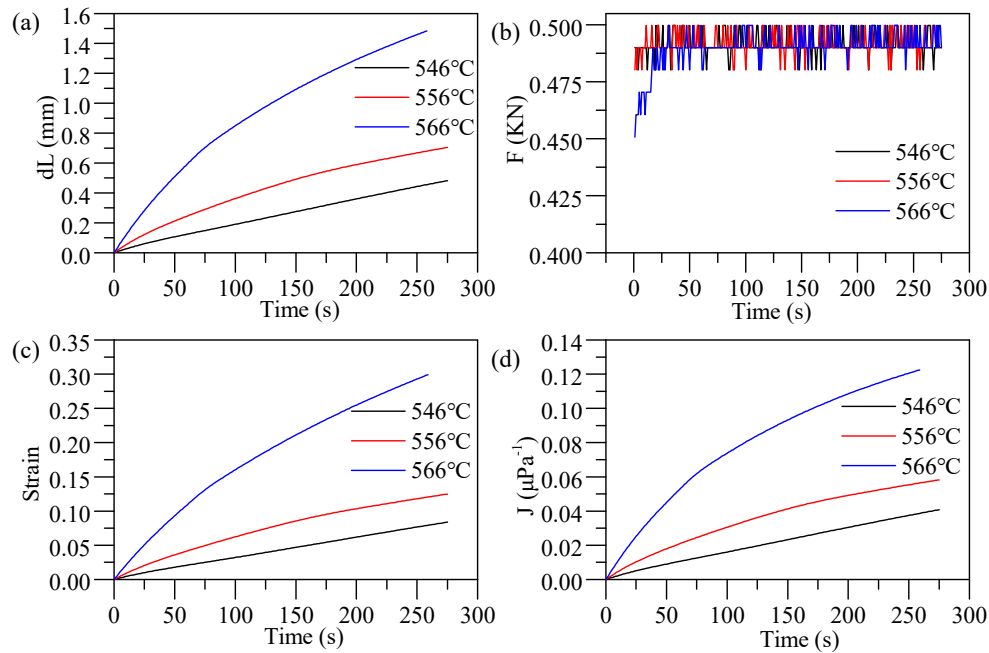 (a)
dL (mm)
1.6
1.4
1.2
1.0
0.8
0.6
0.4
0.2
0.0
546℃
556℃
566℃
0 50 100 150 200 250 300
Time (s)
(b)
F (KN)
0.500
0.475
0.450
0.425
0.400
546℃
556℃
566℃
0 50 100 150 200 250 300
Time (s)
(c)
Strain
0.35
0.30
0.25
0.20
0.15
0.10
0.05
0.00
546℃
556℃
566℃
0 50 100 150 200 250 300
Time (s)
(d)
J (μPa⁻¹)
0.14
0.12
0.10
0.08
0.06
0.04
0.02
0.00
546℃
556℃
566℃
0 50 100 150 200 250 300
Time (s)